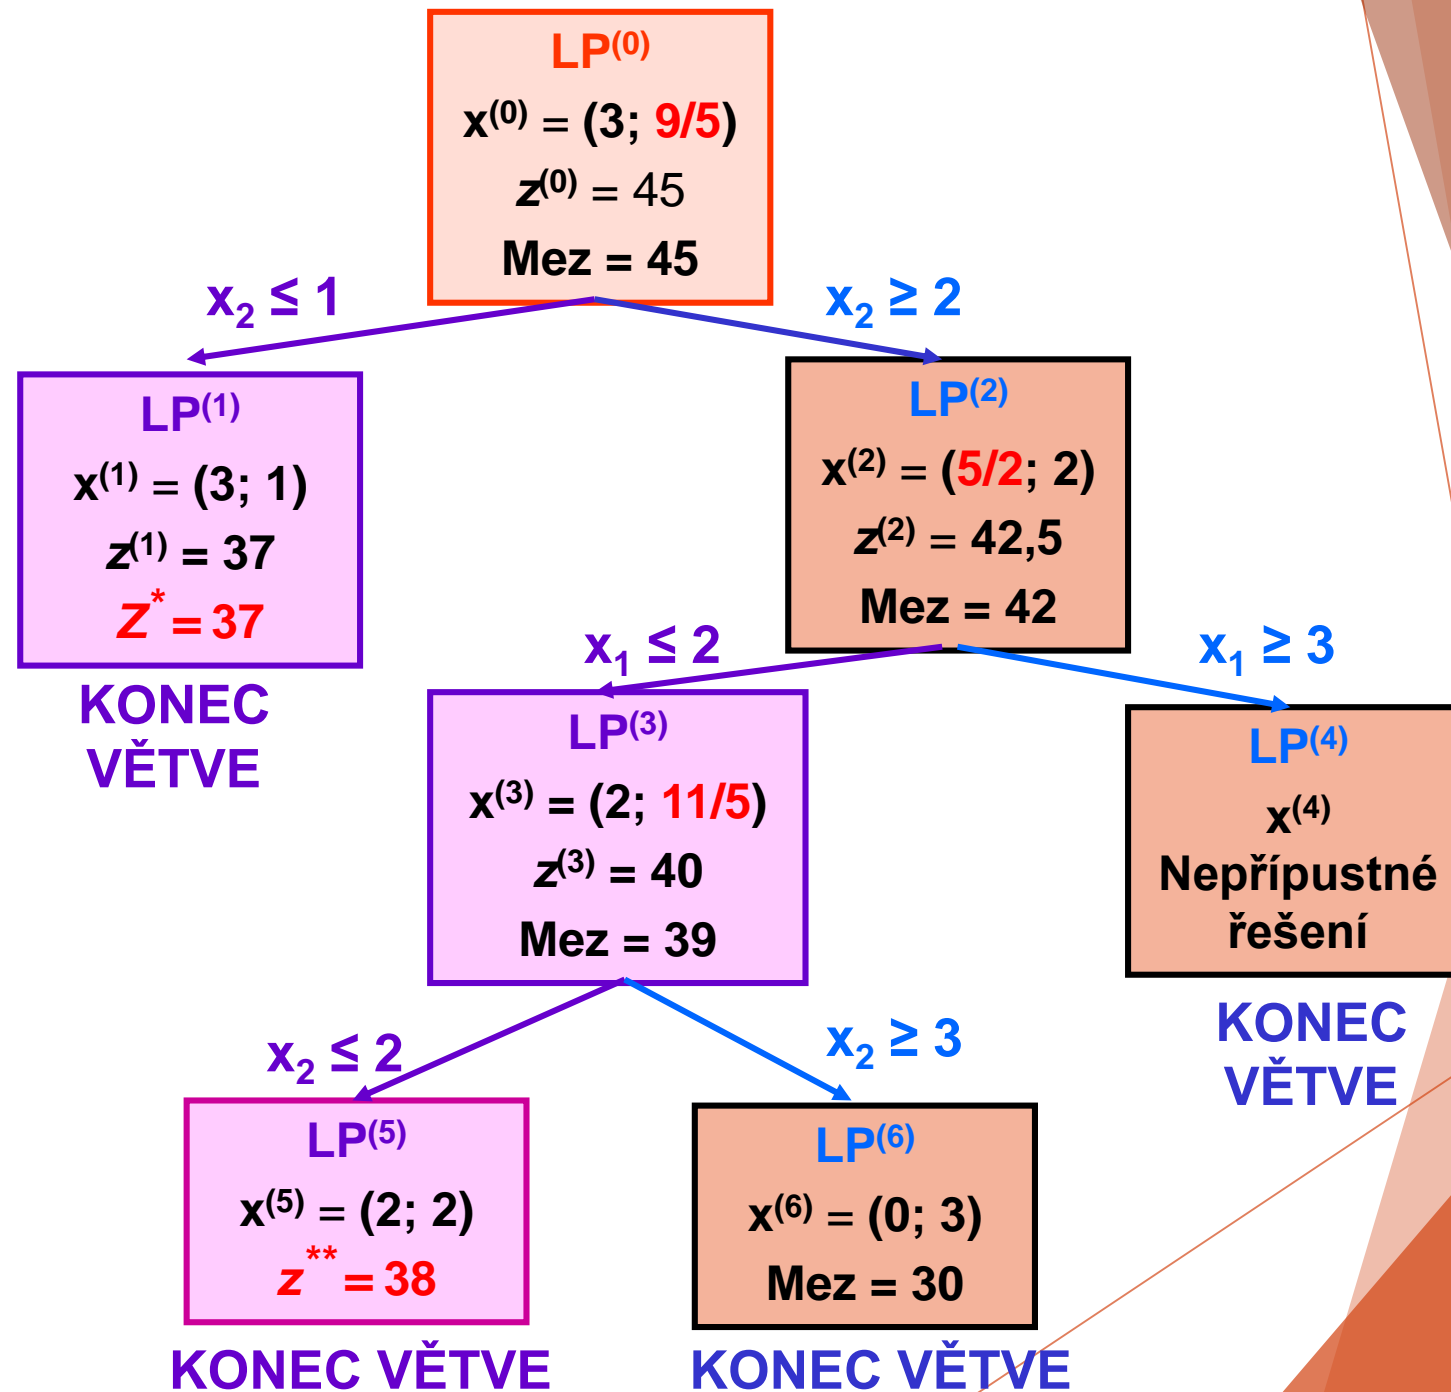 LP(0)
x(0) = (3; 9/5)
z(0) = 45
Mez = 45
x2 ≤ 1
x2 ≥ 2
LP(1)
x(1) = (3; 1)
z(1) = 37
Z* = 37
KONEC
VĚTVE
LP(2)
x(2) = (5/2; 2)
z(2) = 42,5
Mez = 42
x1 ≤ 2
x1 ≥ 3
LP(3)
x(3) = (2; 11/5)
z(3) = 40
Mez = 39
LP(4)
x(4)
Nepřípustné
řešení
KONEC
VĚTVE
x2 ≤ 2
x2 ≥ 3
LP(5)
x(5) = (2; 2)
z** = 38
KONEC VĚTVE
LP(6)
x(6) = (0; 3)
Mez = 30
KONEC VĚTVE